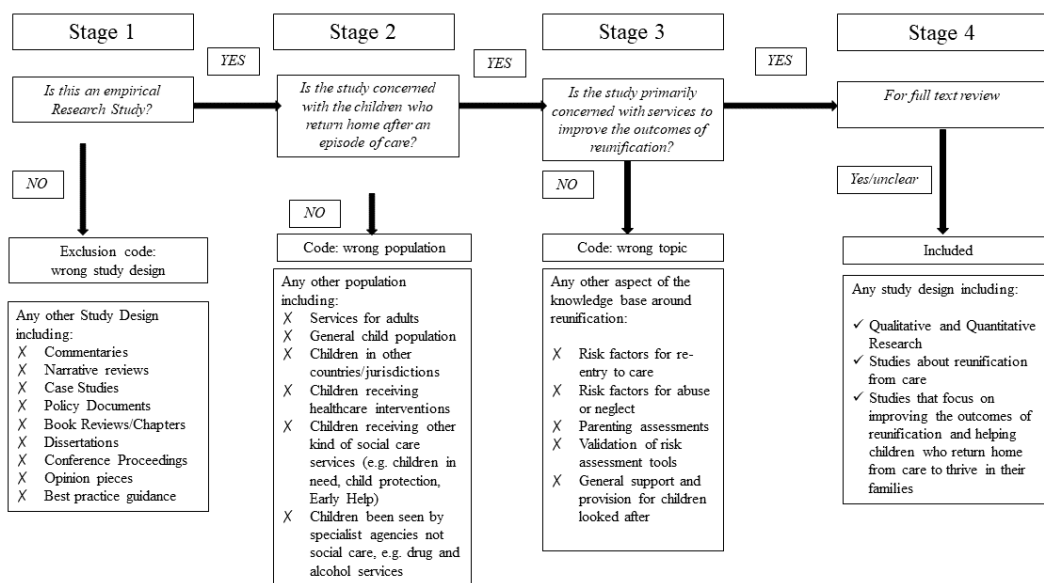 Stage 1
Stage 2
Stage 3
Stage 4
YES
YES
YES
Is this an empirical
Research Study?
Is the study concerned
with the children who
return home after an
episode of care?
Is the study primarily
concerned with services to
improve the outcomes of
reunification?
For full text review
NO
NO
NO
Yes/unclear
Exclusion code:
wrong study design
Code: wrong population
Code: wrong topic
Included
Any other Study Design
including:
✗ Commentaries
✗ Narrative reviews
✗ Case Studies
✗ Policy Documents
✗ Book Reviews/Chapters
✗ Dissertations
✗ Conference Proceedings
✗ Opinion pieces
✗ Best practice guidance
Any other population
including:
✗ Services for adults
✗ General child population
✗ Children in other
countries/jurisdictions
✗ Children receiving
healthcare interventions
✗ Children receiving other
kind of social care
services (e.g. children in
need, child protection,
Early Help)
✗ Children been seen by
specialist agencies not
social care, e.g. drug and
alcohol services
Any other aspect of the
knowledge base around
reunification:
✗ Risk factors for re-
entry to care
✗ Risk factors for abuse
or neglect
✗ Parenting assessments
✗ Validation of risk
assessment tools
✗ General support and
provision for children
looked after
Any study design including:
✓ Qualitative and Quantitative
Research
✓ Studies about reunification
from care
✓ Studies that focus on
improving the outcomes of
reunification and helping
children who return home
from care to thrive in their
families